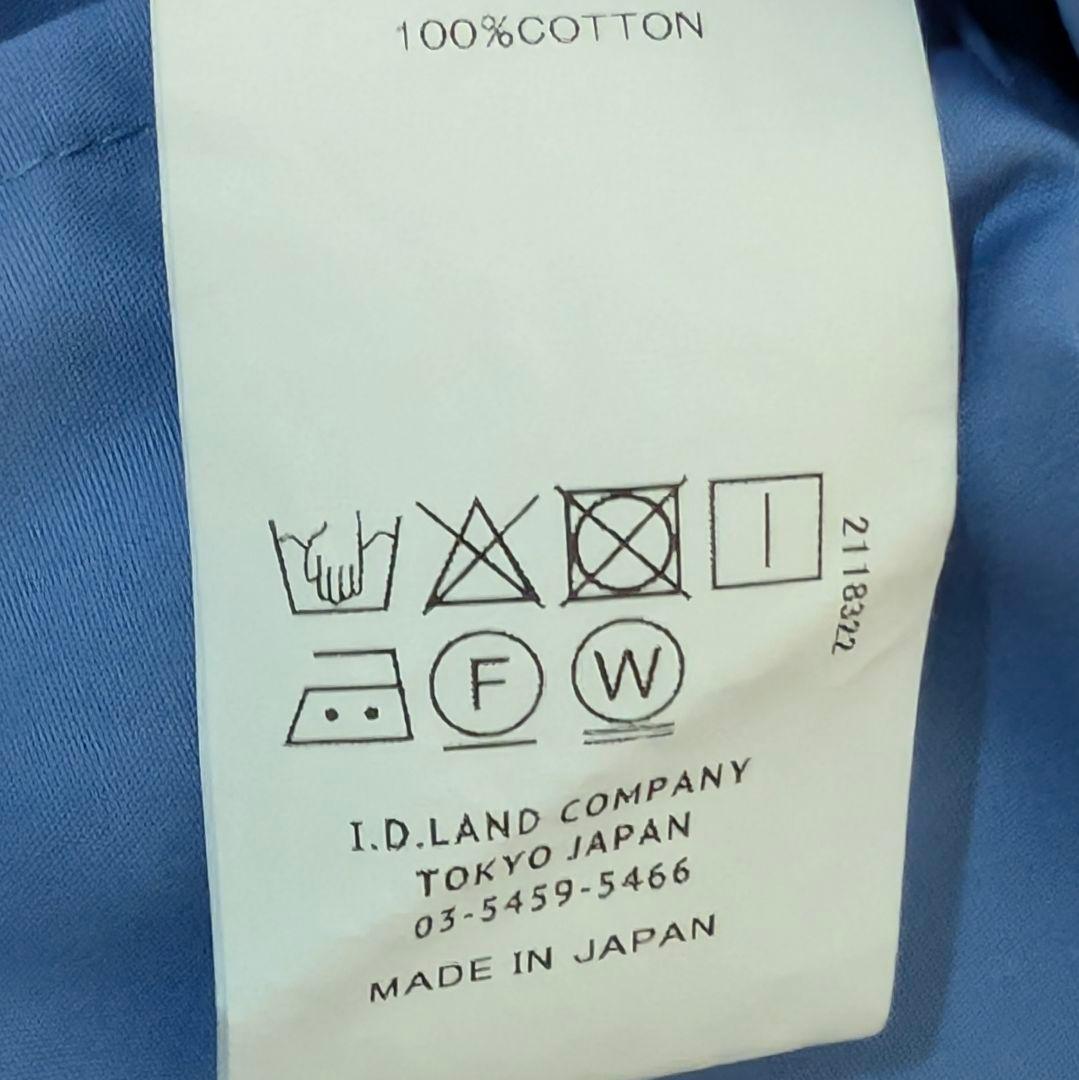 100%COTTON
2118322
F
W
I.D.LAND COMPANY
TOKYO JAPAN
03-5459-5466
MADE IN JAPAN